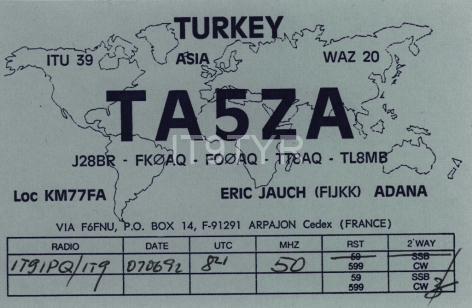 TURKEY
ITU 39 ASIA WAZ 20
TA5ZA
IT9TYR
J28BR - FKØAQ - FOØAQ - TT8AQ - TL8MB
Loc KM77FA ERIC JAUCH (FIJKK) ADANA
VIA F6FNU, P.O. BOX 14, F-91291 ARPAJON Cedex (FRANCE)
RADIO DATE UTC MHZ RST 2'WAY
IT9IPQ/IT9 070692 50 59 SSB
599 CW
59 SSB
599 CW